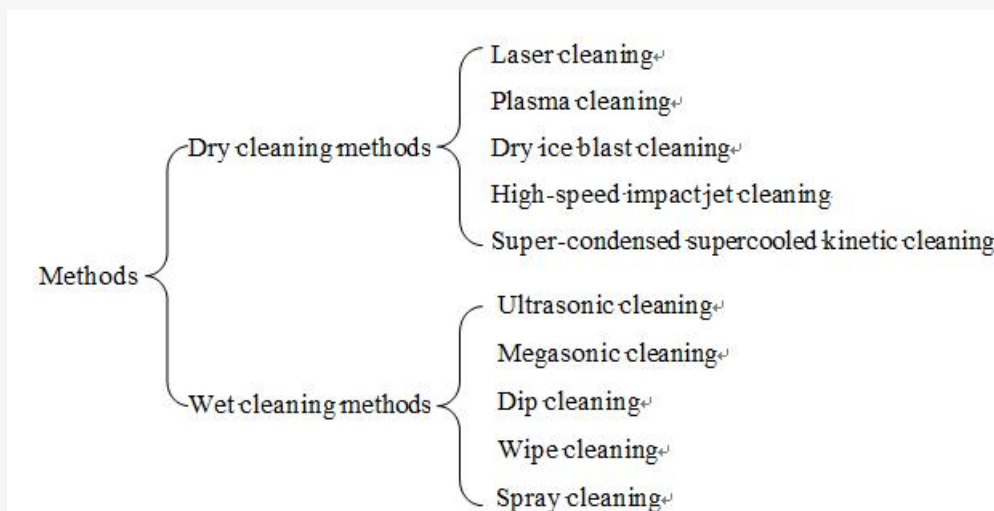 Methods
Dry cleaning methods
Laser cleaning↵
Plasma cleaning↵
Dry ice blast cleaning↵
High-speed impact jet cleaning
Super-condensed supercooled kinetic cleaning
Wet cleaning methods
Ultrasonic cleaning↵
Megasonic cleaning↵
Dip cleaning↵
Wipe cleaning↵
Spray cleaning↵